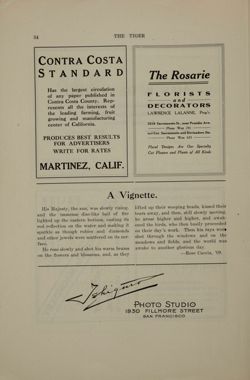 54 THE TIGER
CONTRA COSTA
STANDARD
Has the largest circulation
of any paper published in
Contra Costa County. Rep-
resents all the interests of
the leading farming, fruit
growing and manufacturing
center of California.
PRODUCES BEST RESULTS
FOR ADVERTISERS
WRITE FOR RATES
MARTINEZ, CALIF.
The Rosarie
FLORISTS
and
DECORATORS
LAWRENCE LALANNE, Prop'r.
Floral Designs Are Our Specialty
Cut Flowers and Plants of All Kinds
A Vignette.
His Majesty, the sun, was slowly rising,
and the immense disc-like ball of fire
lighted up the eastern horizon, casting its
red reflection on the water and making it
sparkle as though rubies and diamonds
and other jewels were scattered on its sur-
face.
He rose slowly and shot his warm beams
on the flowers and blossoms, and, as they
lifted up their weeping heads, kissed their
tears away, and then, still slowly moving,
he arose higher and higher, and awak-
ened the birds, who then busily proceeded
on their day's work. Then his rays
shot through the windows and on the
meadows and fields, and the world was
awake to another glorious day.
'09.
PHOTO STUDIO
1930 FILLMORE STREET
SAN FRANCISCO